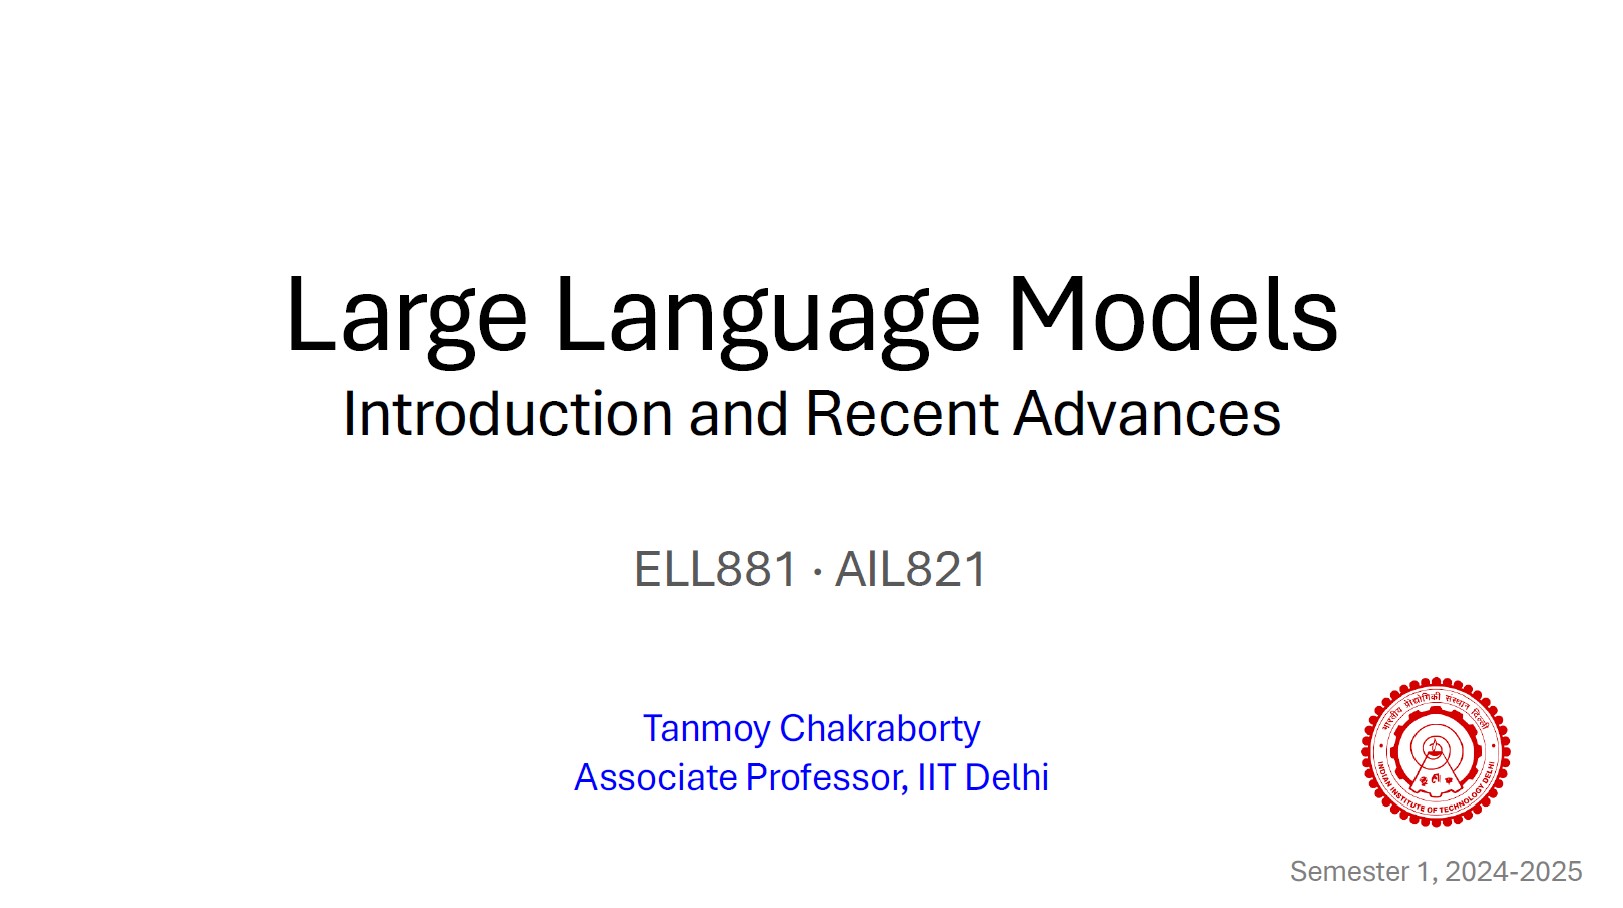 Large Language Models
Introduction and Recent Advances
ELL881 · AIL821
Tanmoy Chakraborty
Associate Professor, IIT Delhi
भारतीय प्रौद्योगिकी संस्थान दिल्ली
INDIAN INSTITUTE OF TECHNOLOGY DELHI
Semester 1, 2024-2025